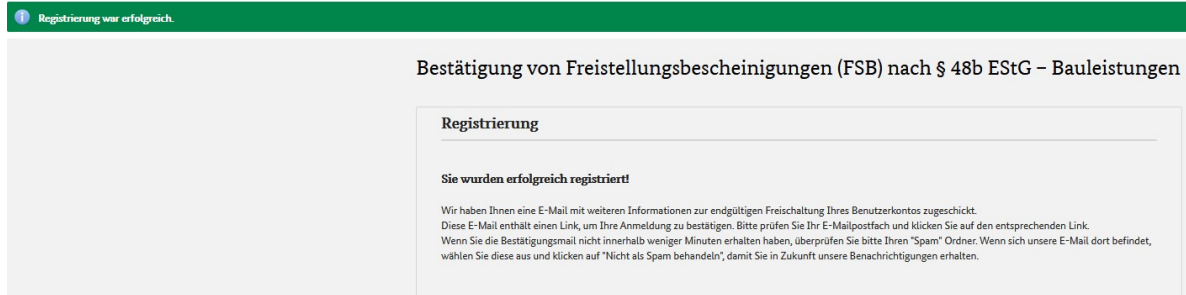 Registrierung war erfolgreich.
Bestätigung von Freistellungsbescheinigungen (FSB) nach § 48b EStG – Bauleistungen
Registrierung
Sie wurden erfolgreich registriert!
Wir haben Ihnen eine E-Mail mit weiteren Informationen zur endgültigen Freischaltung Ihres Benutzerkontos zugeschickt.
Diese E-Mail enthält einen Link, um Ihre Anmeldung zu bestätigen. Bitte prüfen Sie Ihr E-Mailpostfach und klicken Sie auf den entsprechenden Link.
Wenn Sie die Bestätigungsmail nicht innerhalb weniger Minuten erhalten haben, überprüfen Sie bitte Ihren "Spam" Ordner. Wenn sich unsere E-Mail dort befindet,
wählen Sie diese aus und klicken auf "Nicht als Spam behandeln", damit Sie in Zukunft unsere Benachrichtigungen erhalten.